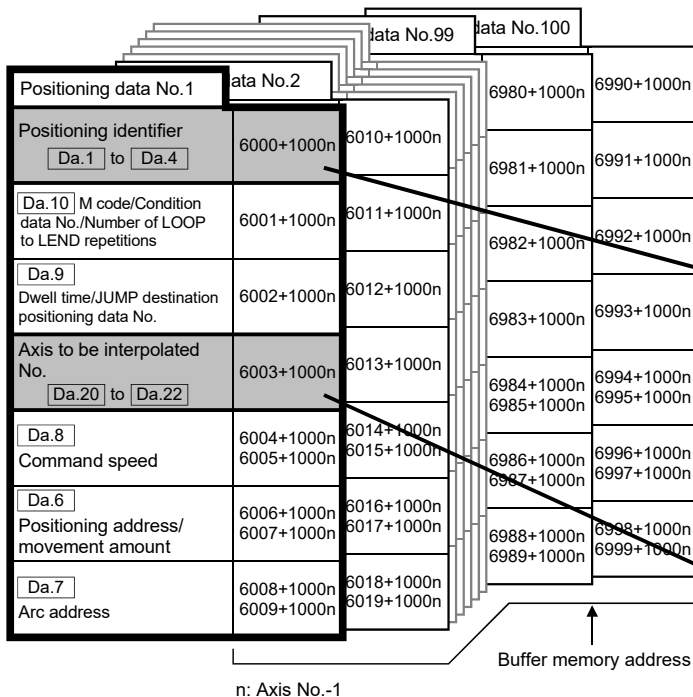 Positioning data No.1
data No.2
data No.99
data No.100
Positioning identifier
Da.1 to Da.4
6000+1000n
Da.10 M code/Condition
data No./Number of LOOP
to LEND repetitions
6001+1000n
Da.9
Dwell time/JUMP destination
positioning data No.
6002+1000n
Axis to be interpolated
No.
Da.20 to Da.22
6003+1000n
Da.8
Command speed
6004+1000n
6005+1000n
Da.6
Positioning address/
movement amount
6006+1000n
6007+1000n
Da.7
Arc address
6008+1000n
6009+1000n
6010+1000n
6011+1000n
6012+1000n
6013+1000n
6014+1000n
6015+1000n
6016+1000n
6017+1000n
6018+1000n
6019+1000n
6980+1000n
6981+1000n
6982+1000n
6983+1000n
6984+1000n
6985+1000n
6986+1000n
6987+1000n
6988+1000n
6989+1000n
6990+1000n
6991+1000n
6992+1000n
6993+1000n
6994+1000n
6995+1000n
6996+1000n
6997+1000n
6998+1000n
6999+1000n
Buffer memory address
n: Axis No.-1